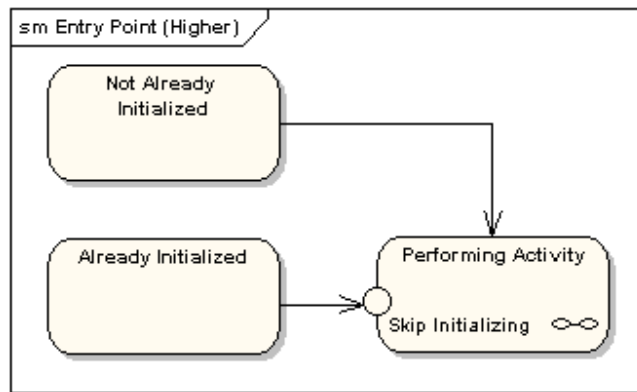 sm Entry Point (Higher)
Not Already
Initialized
Already Initialized
Performing Activity
Skip Initializing